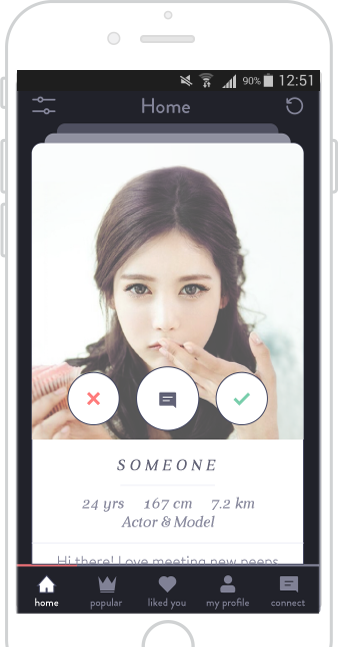 90% 12:51
Home
SOMEONE
24 yrs 167 cm 7.2 km
Actor & Model
Hi there! Love meeting new peeps
home popular liked you my profile connect